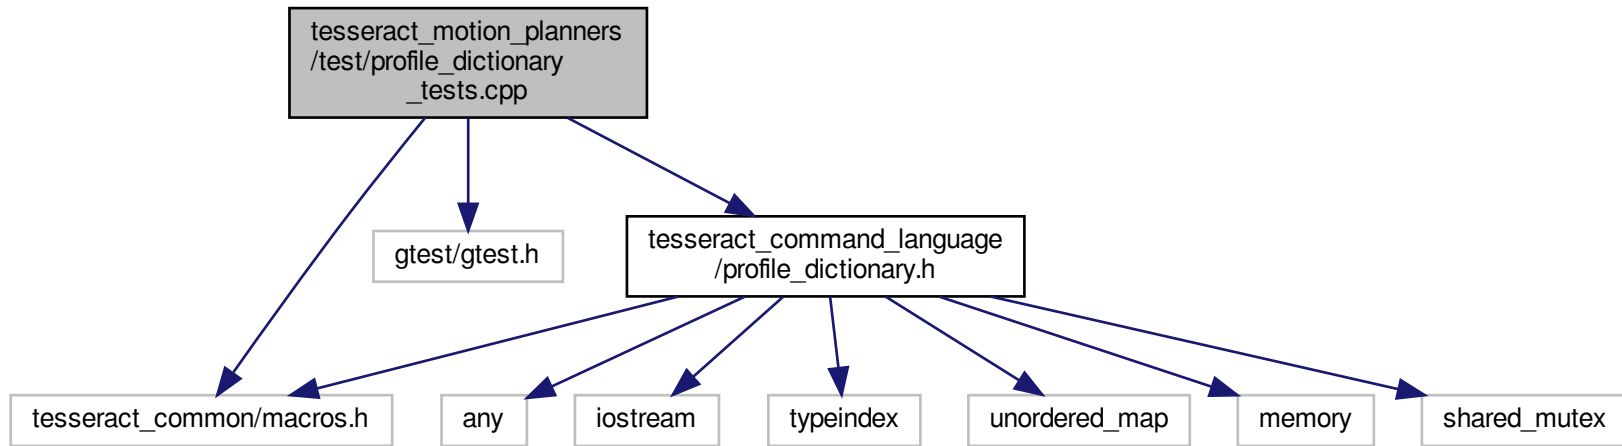 tesseract_motion_planners
/test/profile_dictionary
_tests.cpp
gtest/gtest.h
tesseract_command_language
/profile_dictionary.h
tesseract_common/macros.h
any
iostream
typeindex
unordered_map
memory
shared_mutex